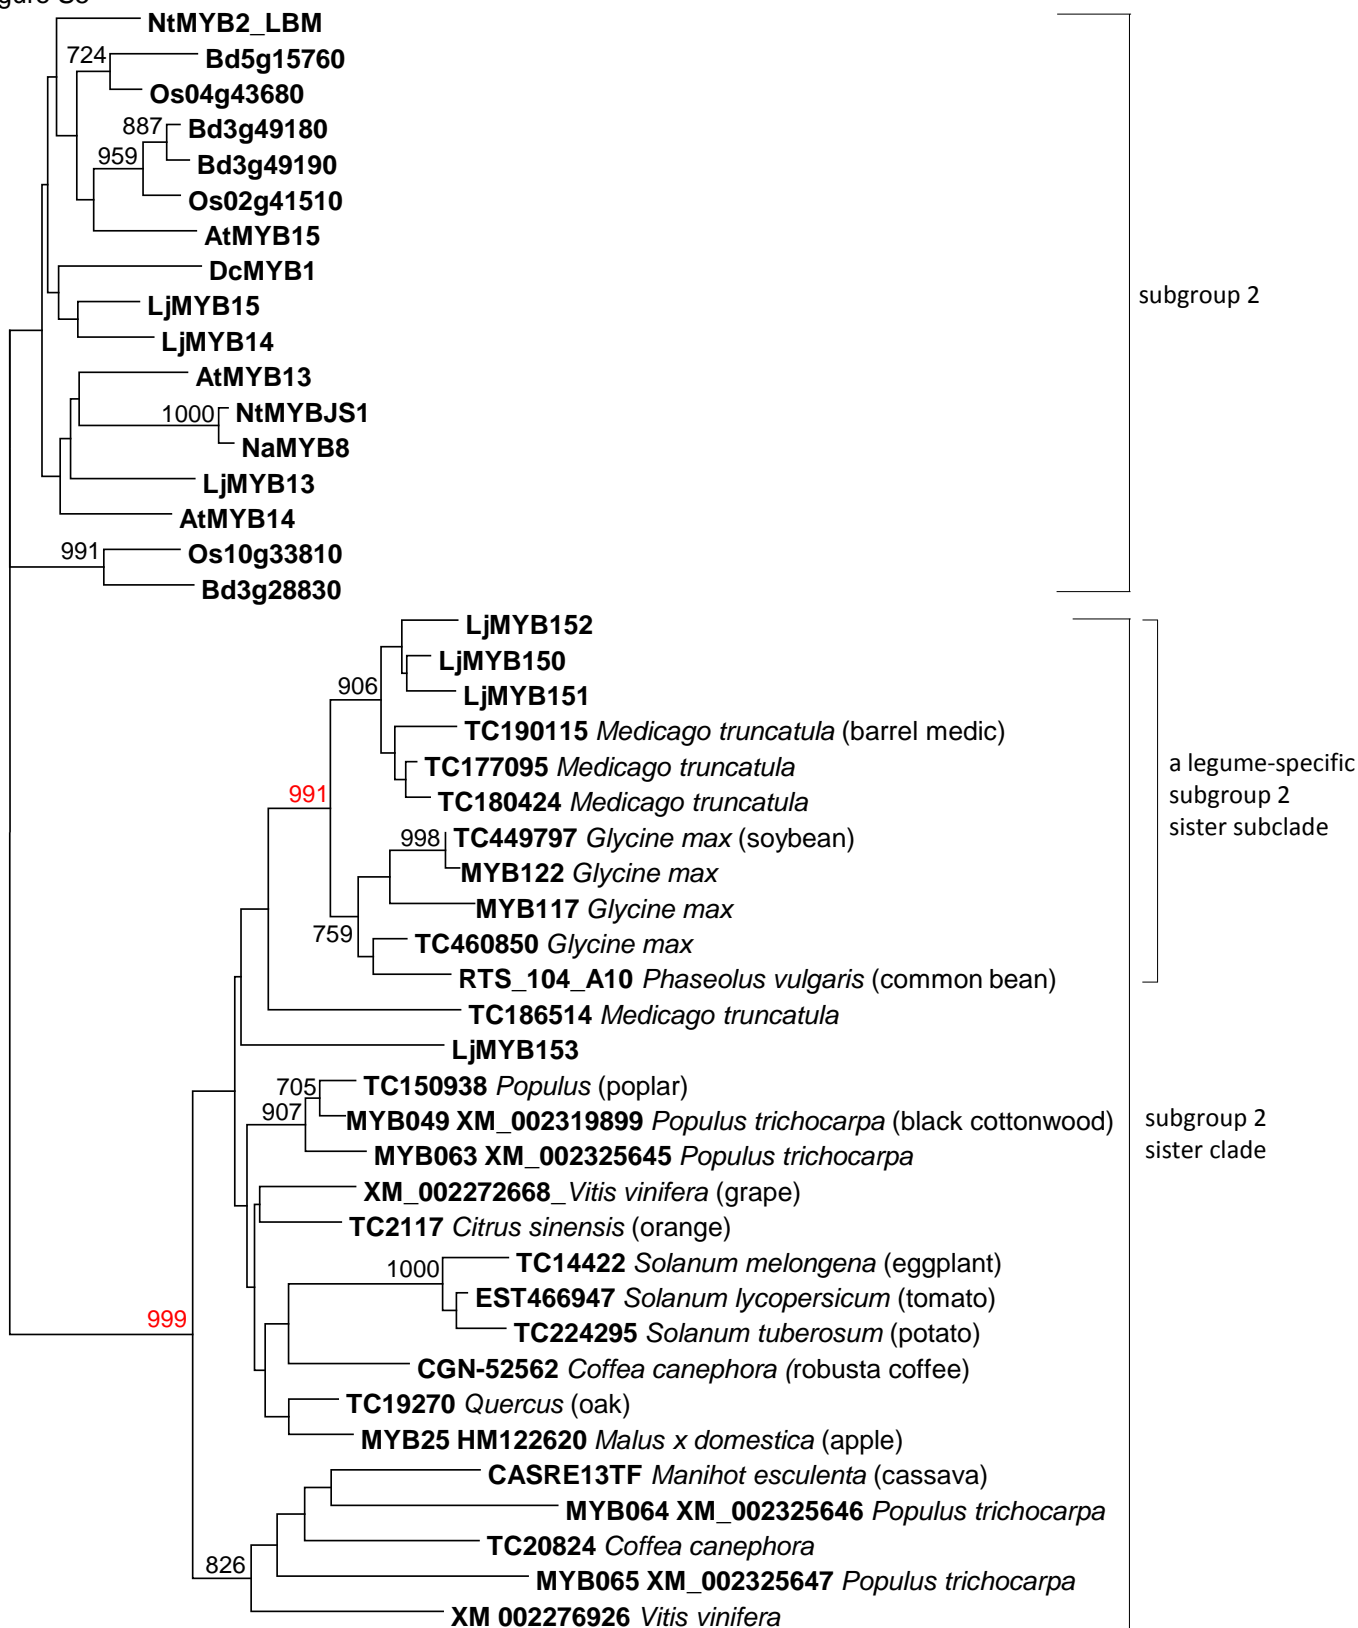 NtMYB2_LBM
724
Bd5g15760
Os04g43680
887
Bd3g49180
959
Bd3g49190
Os02g41510
AtMYB15
DcMYB1
LjMYB15
subgroup 2
LjMYB14
AtMYB13
1000
NtMYBJS1
NaMYB8
LjMYB13
AtMYB14
991
Os10g33810
Bd3g28830
LjMYB152
LjMYB150
906
LjMYB151
TC190115 Medicago truncatula (barrel medic)
TC177095 Medicago truncatula
991
TC180424 Medicago truncatula
a legume-specific
subgroup 2
sister subclade
998
TC449797 Glycine max (soybean)
MYB122 Glycine max
MYB117 Glycine max
759
TC460850 Glycine max
RTS_104_A10 Phaseolus vulgaris (common bean)
TC186514 Medicago truncatula
LjMYB153
705
TC150938 Populus (poplar)
907
MYB049 XM_002319899 Populus trichocarpa (black cottonwood)
MYB063 XM_002325645 Populus trichocarpa
subgroup 2
sister clade
XM_002272668_Vitis vinifera (grape)
TC2117 Citrus sinensis (orange)
1000
TC14422 Solanum melongena (eggplant)
EST466947 Solanum lycopersicum (tomato)
999
TC224295 Solanum tuberosum (potato)
CGN-52562 Coffea canephora (robusta coffee)
TC19270 Quercus (oak)
MYB25 HM122620 Malus x domestica (apple)
CASRE13TF Manihot esculenta (cassava)
MYB064 XM_002325646 Populus trichocarpa
TC20824 Coffea canephora
826
MYB065 XM_002325647 Populus trichocarpa
XM 002276926 Vitis vinifera